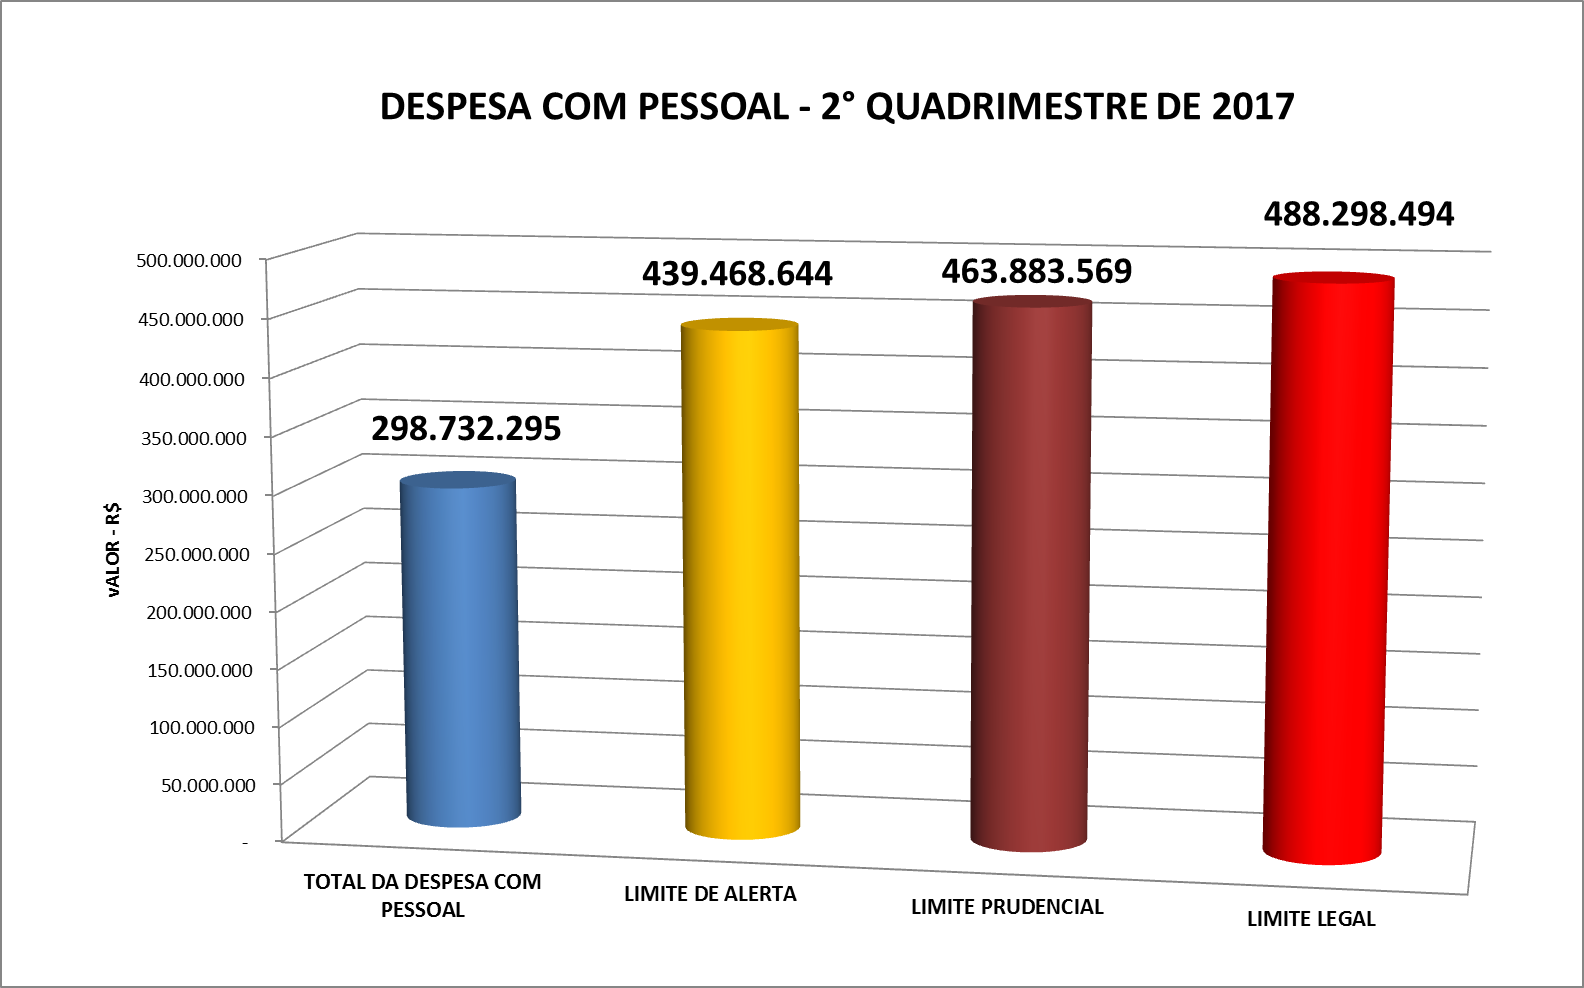 DESPESA COM PESSOAL - 2° QUADRIMESTRE DE 2017
488.298.494
439.468.644
463.883.569
298.732.295
500.000.000
450.000.000
400.000.000
350.000.000
300.000.000
250.000.000
200.000.000
150.000.000
100.000.000
50.000.000
-
vALOR - R$
TOTAL DA DESPESA COM
PESSOAL
LIMITE DE ALERTA
LIMITE PRUDENCIAL
LIMITE LEGAL